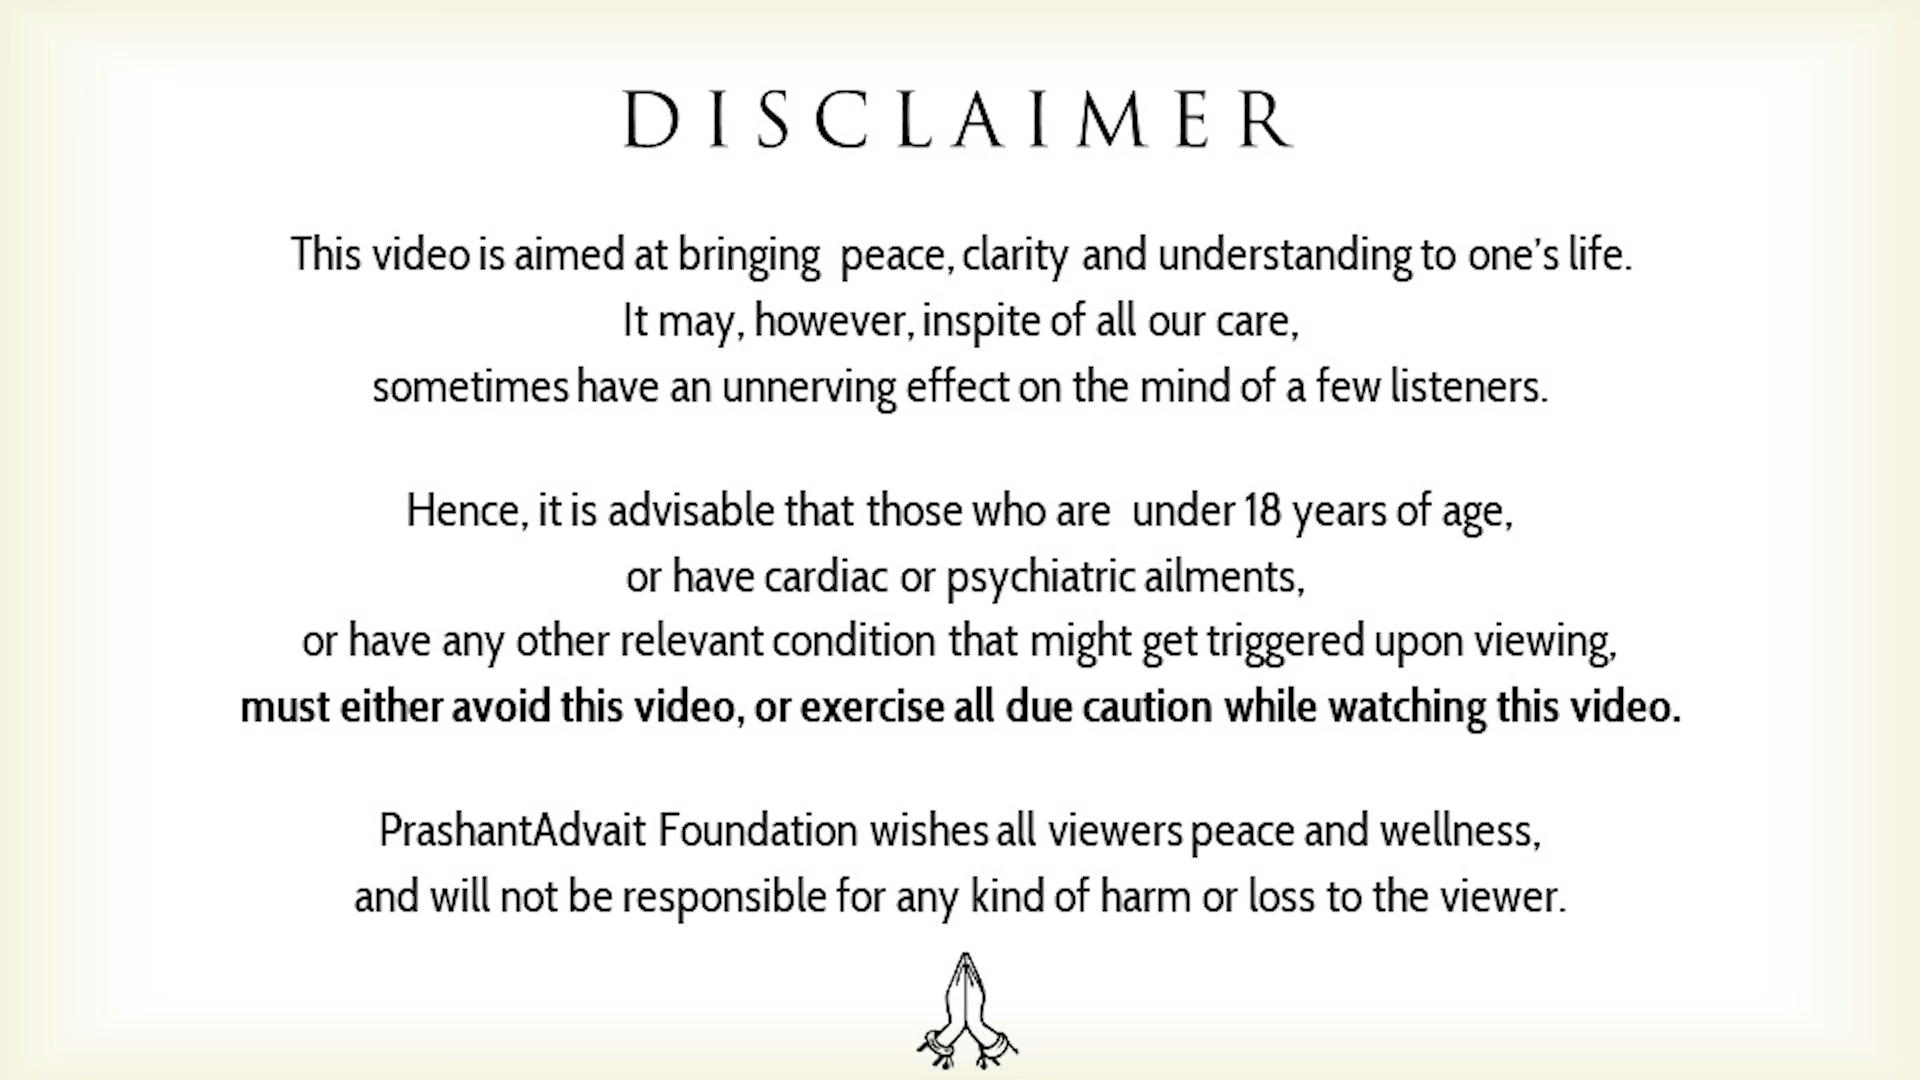 DISCLAIMER
This video is aimed at bringing peace, clarity and understanding to one's life.
It may, however, inspite of all our care,
sometimes have an unnerving effect on the mind of a few listeners.
Hence, it is advisable that those who are under 18 years of age,
or have cardiac or psychiatric ailments,
or have any other relevant condition that might get triggered upon viewing,
must either avoid this video, or exercise all due caution while watching this video.
PrashantAdvait Foundation wishes all viewers peace and wellness,
and will not be responsible for any kind of harm or loss to the viewer.